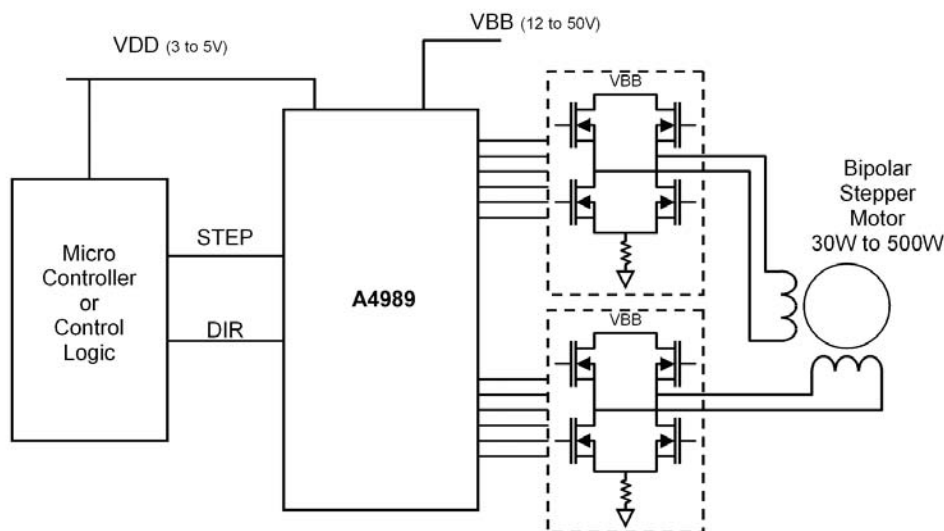 VDD (3 to 5V)
VBB (12 to 50V)
VBB
Micro
Controller
or
Control
Logic
STEP
DIR
A4989
Bipolar
Stepper
Motor
30W to 500W
VBB